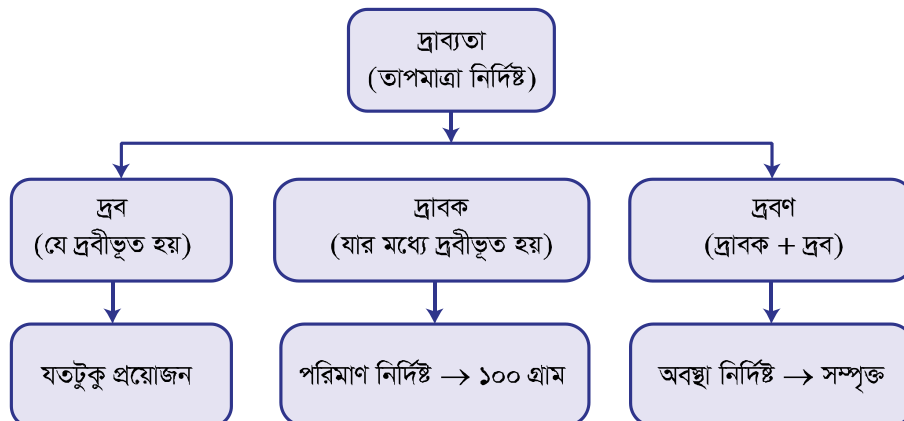 দ্রাব্যতা
(তাপমাত্রা নির্দিষ্ট)
দ্রব
(যে দ্রবীভূত হয়)
দ্রাবক
(যার মধ্যে দ্রবীভূত হয়)
দ্রবণ
(দ্রাবক + দ্রব)
যতটুকু প্রয়োজন
পরিমাণ নির্দিষ্ট → ১০০ গ্রাম
অবস্থা নির্দিষ্ট → সম্পৃক্ত